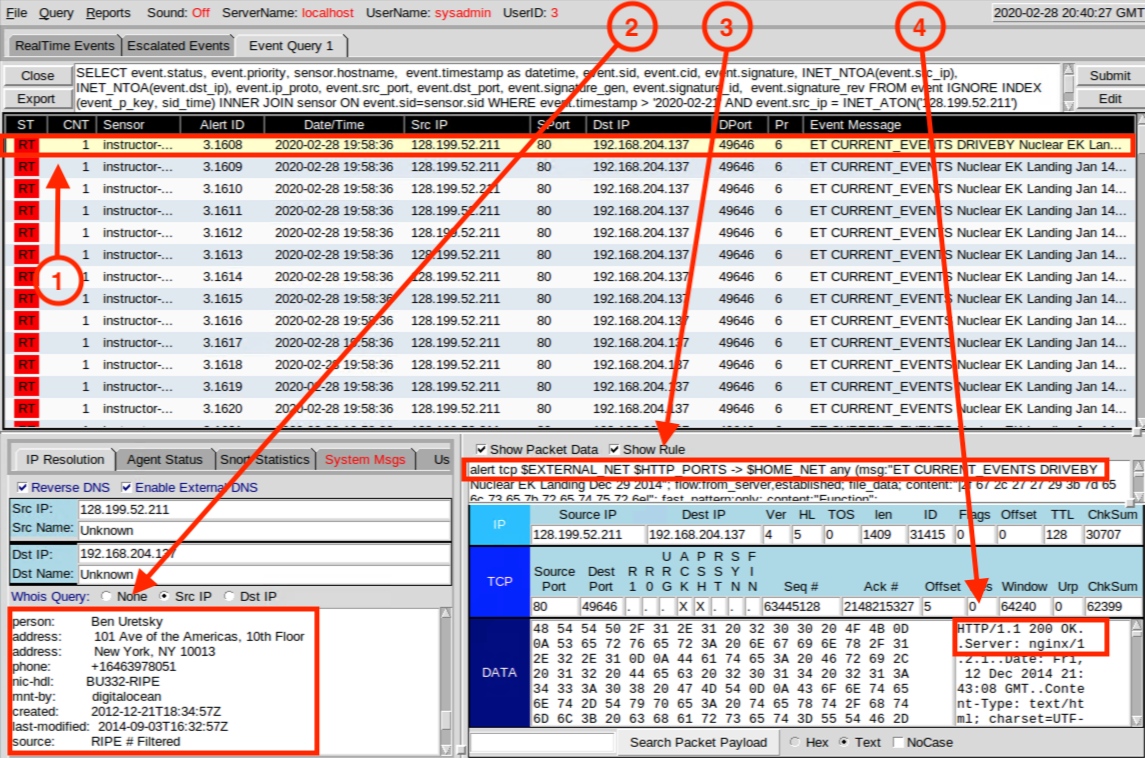 File Query Reports Sound: Off ServerName: localhost UserName: sysadmin UserID: 3 2020-02-28 20:40:27 GMT
2 3 4
RealTime Events Escalated Events Event Query 1
Close Export
SELECT event.status, event.priority, sensor.hostname, event.timestamp as datetime, event.sid, event.cid, event.signature, INET_NTOA(event.src_ip),
INET_NTOA(event.dst_ip), event.ip_proto, event.src_port, event.dst_port, event.signature_gen, event.signature_id, event.signature_rev FROM event IGNORE INDEX
(event_p_key, sid_time) INNER JOIN sensor ON event.sid=sensor.sid WHERE event.timestamp > '2020-02-21' AND event.src_ip = INET_ATON('128.199.52.211')
Submit Edit
ST CNT Sensor Alert ID Date/Time Src IP SPort Dst IP DPort Pr Event Message
RT 1 instructor-... 3.1608 2020-02-28 19:58:36 128.199.52.211 80 192.168.204.137 49646 6 ET CURRENT_EVENTS DRIVEBY Nuclear EK Lan...
RT 1 instructor-... 3.1609 2020-02-28 19:58:36 128.199.52.211 80 192.168.204.137 49646 6 ET CURRENT_EVENTS Nuclear EK Landing Jan 14...
RT 1 instructor-... 3.1610 2020-02-28 19:58:36 128.199.52.211 80 192.168.204.137 49646 6 ET CURRENT_EVENTS Nuclear EK Landing Jan 14...
RT 1 instructor-... 3.1611 2020-02-28 19:58:36 128.199.52.211 80 192.168.204.137 49646 6 ET CURRENT_EVENTS Nuclear EK Landing Jan 14...
RT 1 instructor-... 3.1612 2020-02-28 19:58:36 128.199.52.211 80 192.168.204.137 49646 6 ET CURRENT_EVENTS Nuclear EK Landing Jan 14...
RT 1 instructor-... 3.1613 2020-02-28 19:58:36 128.199.52.211 80 192.168.204.137 49646 6 ET CURRENT_EVENTS Nuclear EK Landing Jan 14...
RT 1 instructor-... 3.1614 2020-02-28 19:58:36 128.199.52.211 80 192.168.204.137 49646 6 ET CURRENT_EVENTS Nuclear EK Landing Jan 14...
1
RT 1 instructor-... 3.1615 2020-02-28 19:58:36 128.199.52.211 80 192.168.204.137 49646 6 ET CURRENT_EVENTS Nuclear EK Landing Jan 14...
RT 1 instructor-... 3.1616 2020-02-28 19:58:36 128.199.52.211 80 192.168.204.137 49646 6 ET CURRENT_EVENTS Nuclear EK Landing Jan 14...
RT 1 instructor-... 3.1617 2020-02-28 19:58:36 128.199.52.211 80 192.168.204.137 49646 6 ET CURRENT_EVENTS Nuclear EK Landing Jan 14...
RT 1 instructor-... 3.1618 2020-02-28 19:58:36 128.199.52.211 80 192.168.204.137 49646 6 ET CURRENT_EVENTS Nuclear EK Landing Jan 14...
RT 1 instructor-... 3.1619 2020-02-28 19:58:36 128.199.52.211 80 192.168.204.137 49646 6 ET CURRENT_EVENTS Nuclear EK Landing Jan 14...
RT 1 instructor-... 3.1620 2020-02-28 19:58:36 128.199.52.211 80 192.168.204.137 49646 6 ET CURRENT_EVENTS Nuclear EK Landing Jan 14...
IP Resolution Agent Status Snort Statistics System Msgs Us
Reverse DNS Enable External DNS
Src IP: 128.199.52.211
Src Name: Unknown
Dst IP: 192.168.204.137
Dst Name: Unknown
Whois Query: None Src IP Dst IP
person: Ben Uretsky
address: 101 Ave of the Americas, 10th Floor
address: New York, NY 10013
phone: +16463978051
nic-hdl: BU332-RIPE
mnt-by: digitalocean
created: 2012-12-21T18:34:57Z
last-modified: 2014-09-03T16:32:57Z
source: RIPE # Filtered
Show Packet Data Show Rule
alert tcp $EXTERNAL_NET $HTTP_PORTS -> $HOME_NET any (msg:"ET CURRENT_EVENTS DRIVEBY
Nuclear EK Landing Dec 29 2014"; flow:from_server,established; file_data; content:"|2f 67 2c 27 27 29 3b 7d 65
6c 73 65 7b 72 65 74 75 72 6e|"; fast_pattern:only; content:"Function";
IP
Source IP Dest IP Ver HL TOS len ID Flags Offset TTL ChkSum
128.199.52.211 192.168.204.137 4 5 0 1409 31415 0 0 128 30707
TCP
U A P R S F
Source Dest R R R C S S Y I
Port Port 1 0 G K H T N N Seq # Ack # Offset Res Window Urp ChkSum
80 49646 . . . X X . . . 63445128 2148215327 5 0 64240 0 62399
DATA
48 54 54 50 2F 31 2E 31 20 32 30 30 20 4F 4B 0D HTTP/1.1 200 OK.
0A 53 65 72 76 65 72 3A 20 6E 67 69 6E 78 2F 31 .Server: nginx/1
2E 32 2E 31 0D 0A 44 61 74 65 3A 20 46 72 69 2C .2.1..Date: Fri,
20 31 32 20 44 65 63 20 32 30 31 34 20 32 31 3A  12 Dec 2014 21:
34 33 3A 30 38 20 47 4D 54 0D 0A 43 6F 6E 74 65 43:08 GMT..Conte
6E 74 2D 54 79 70 65 3A 20 74 65 78 74 2F 68 74 nt-Type: text/ht
6D 6C 3B 20 63 68 61 72 73 65 74 3D 55 54 46 2D ml; charset=UTF-
Search Packet Payload Hex Text NoCase